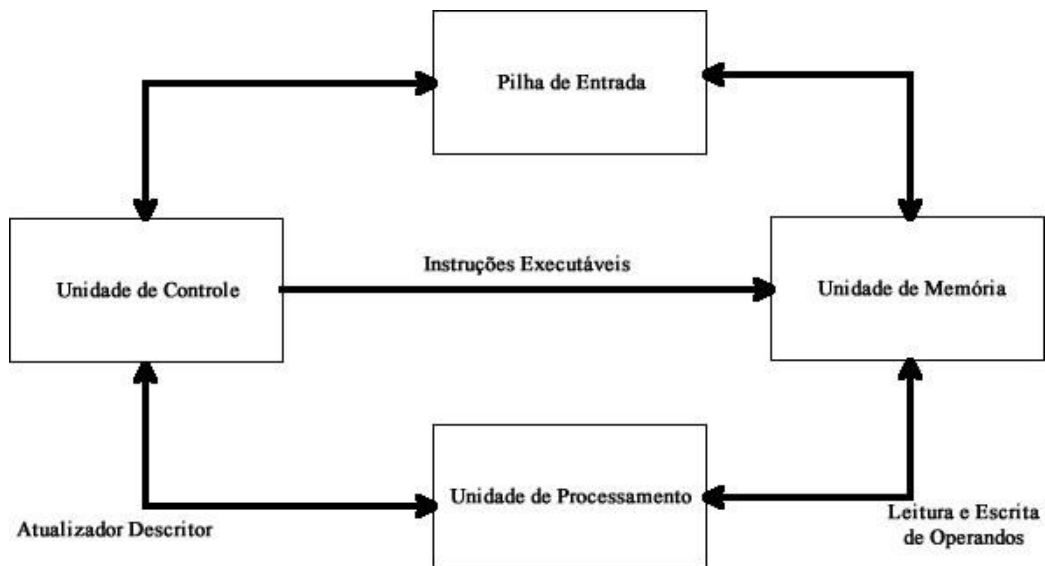 Pilha de Entrada
Instruções Executáveis
Unidade de Controle
Unidade de Memória
Unidade de Processamento
Atualizador Descritor
Leitura e Escrita
de Operandos